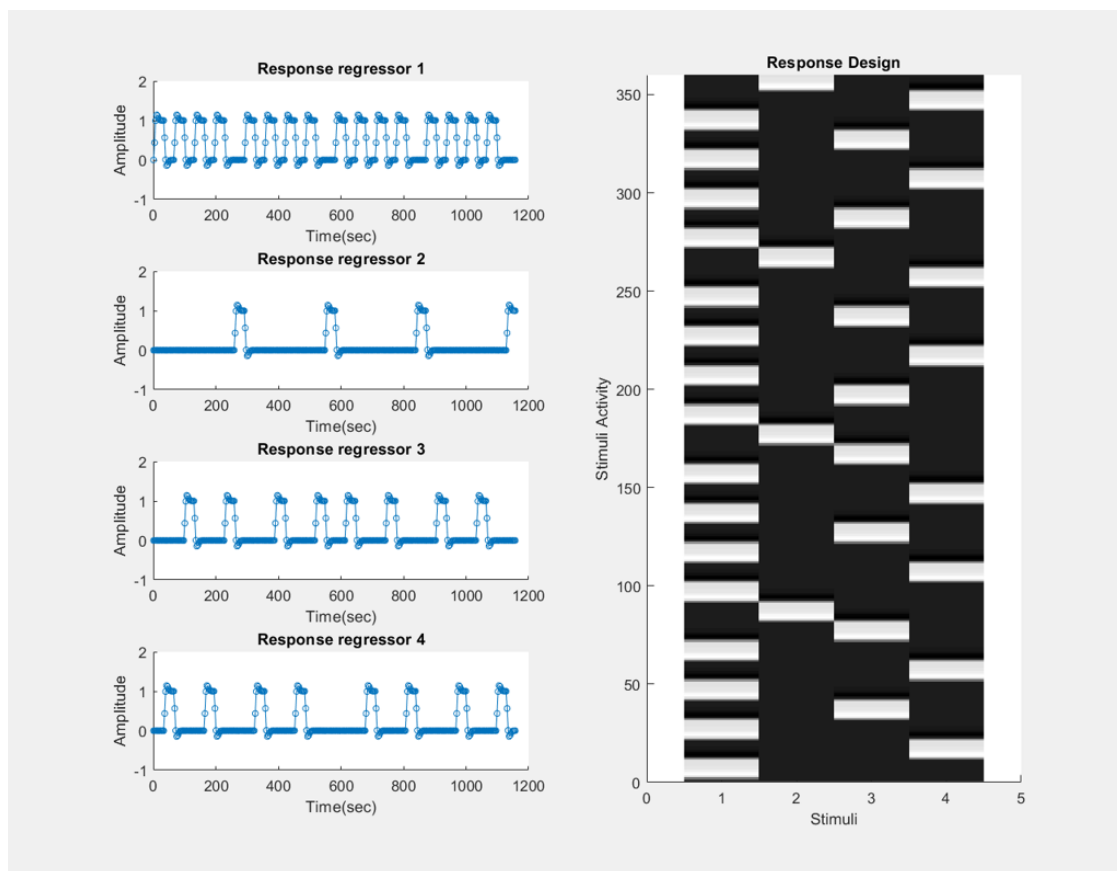 Response regressor 1
2
1
0
-1
Amplitude
0 200 400 600 800 1000 1200
Time(sec)
Response regressor 2
2
1
0
-1
Amplitude
0 200 400 600 800 1000 1200
Time(sec)
Response regressor 3
2
1
0
-1
Amplitude
0 200 400 600 800 1000 1200
Time(sec)
Response regressor 4
2
1
0
-1
Amplitude
0 200 400 600 800 1000 1200
Time(sec)
Response Design
350
300
250
200
150
100
50
0
Stimuli Activity
0 1 2 3 4 5
Stimuli